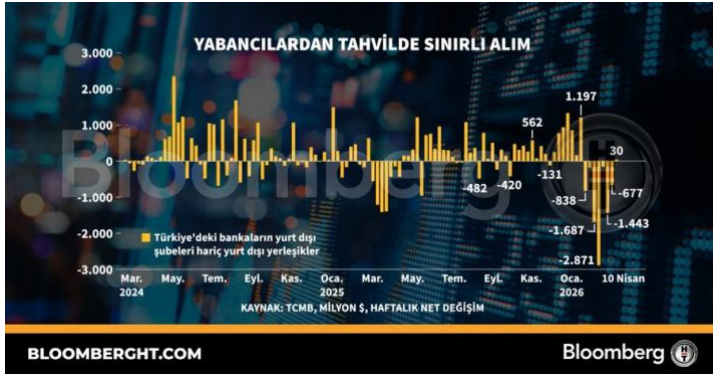 YABANCILARDAN TAHVİLDE SINIRLI ALIM
3.000
2.000
1.000
0
-1.000
-2.000
-3.000
562
1.197
30
-482
-420
-131
-838
-677
-1.687
-1.443
-2.871
Bloomberg
Türkiye'deki bankaların yurt dışı
şubeleri hariç yurt dışı yerleşikler
Mar. May. Tem. Eyl. Kas. Oca. Mar. May. Tem. Eyl. Kas. Oca. 10 Nisan
2024 2025 2026
KAYNAK: TCMB, MİLYON $, HAFTALIK NET DEĞİŞİM
BLOOMBERGHT.COM
Bloomberg HT